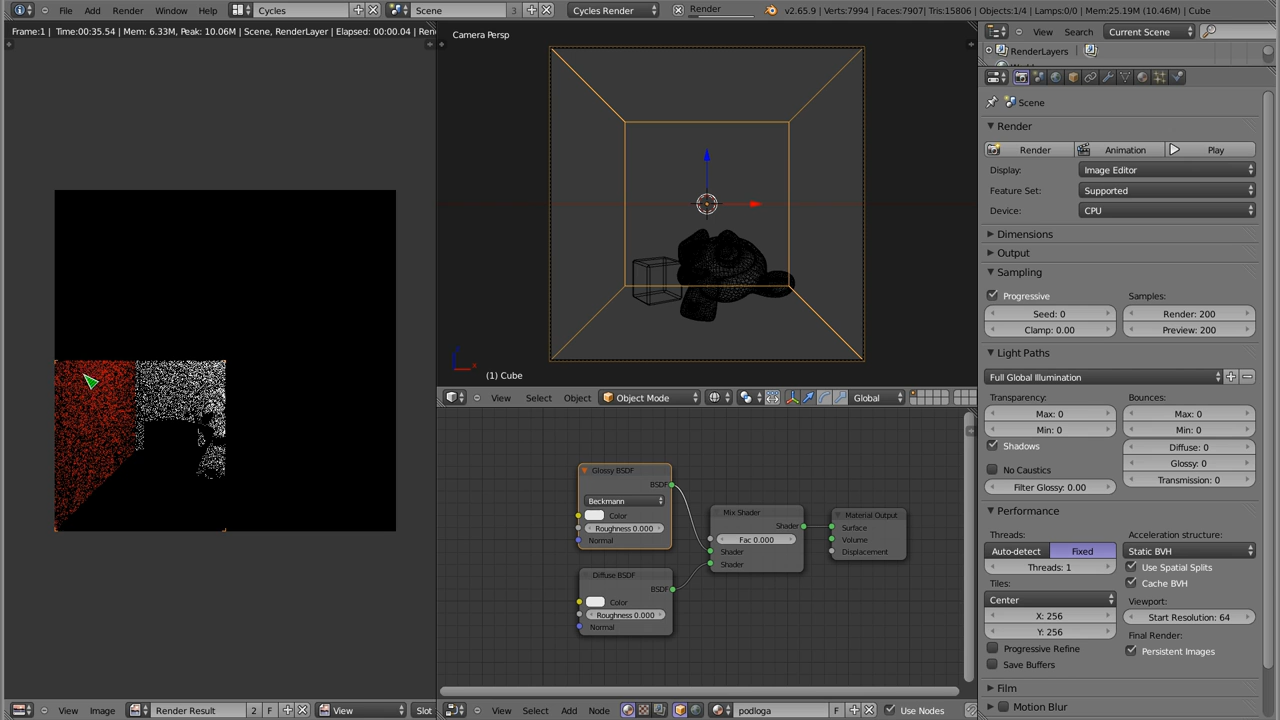 File Add Render Window Help Cycles Scene 3 Cycles Render Render v2.65.9 | Verts:7994 | Faces:7907| Tris:15806 | Objects:1/4 | Lamps:0/0 | Mem:25.19M (10.46M) | Cube
Frame:1 | Time:00:35.54 | Mem: 6.33M, Peak: 10.06M | Scene, RenderLayer | Elapsed: 00:00.04 | Ren
Camera Persp
(1) Cube
View Select Object Object Mode Global
Glossy BSDF
BSDF
Beckmann
Color
Roughness 0.000
Normal
Diffuse BSDF
BSDF
Color
Roughness 0.000
Normal
Mix Shader
Shader
Fac 0.000
Shader
Shader
Material Output
Surface
Volume
Displacement
View Image Render Result 2 F View Slot
View Select Add Node podloga F Use Nodes
View Search Current Scene
RenderLayers
Scene
Render
Render Animation Play
Display: Image Editor
Feature Set: Supported
Device: CPU
Dimensions
Output
Sampling
Progressive Samples:
Seed: 0 Render: 200
Clamp: 0.00 Preview: 200
Light Paths
Full Global Illumination
Transparency: Bounces:
Max: 0 Max: 0
Min: 0 Min: 0
Shadows Diffuse: 0
No Caustics Glossy: 0
Filter Glossy: 0.00 Transmission: 0
Performance
Threads: Acceleration structure:
Auto-detect Fixed Static BVH
Threads: 1 Use Spatial Splits
Tiles: Cache BVH
Center Viewport:
X: 256 Start Resolution: 64
Y: 256 Final Render:
Progressive Refine Persistent Images
Save Buffers
Film
Motion Blur